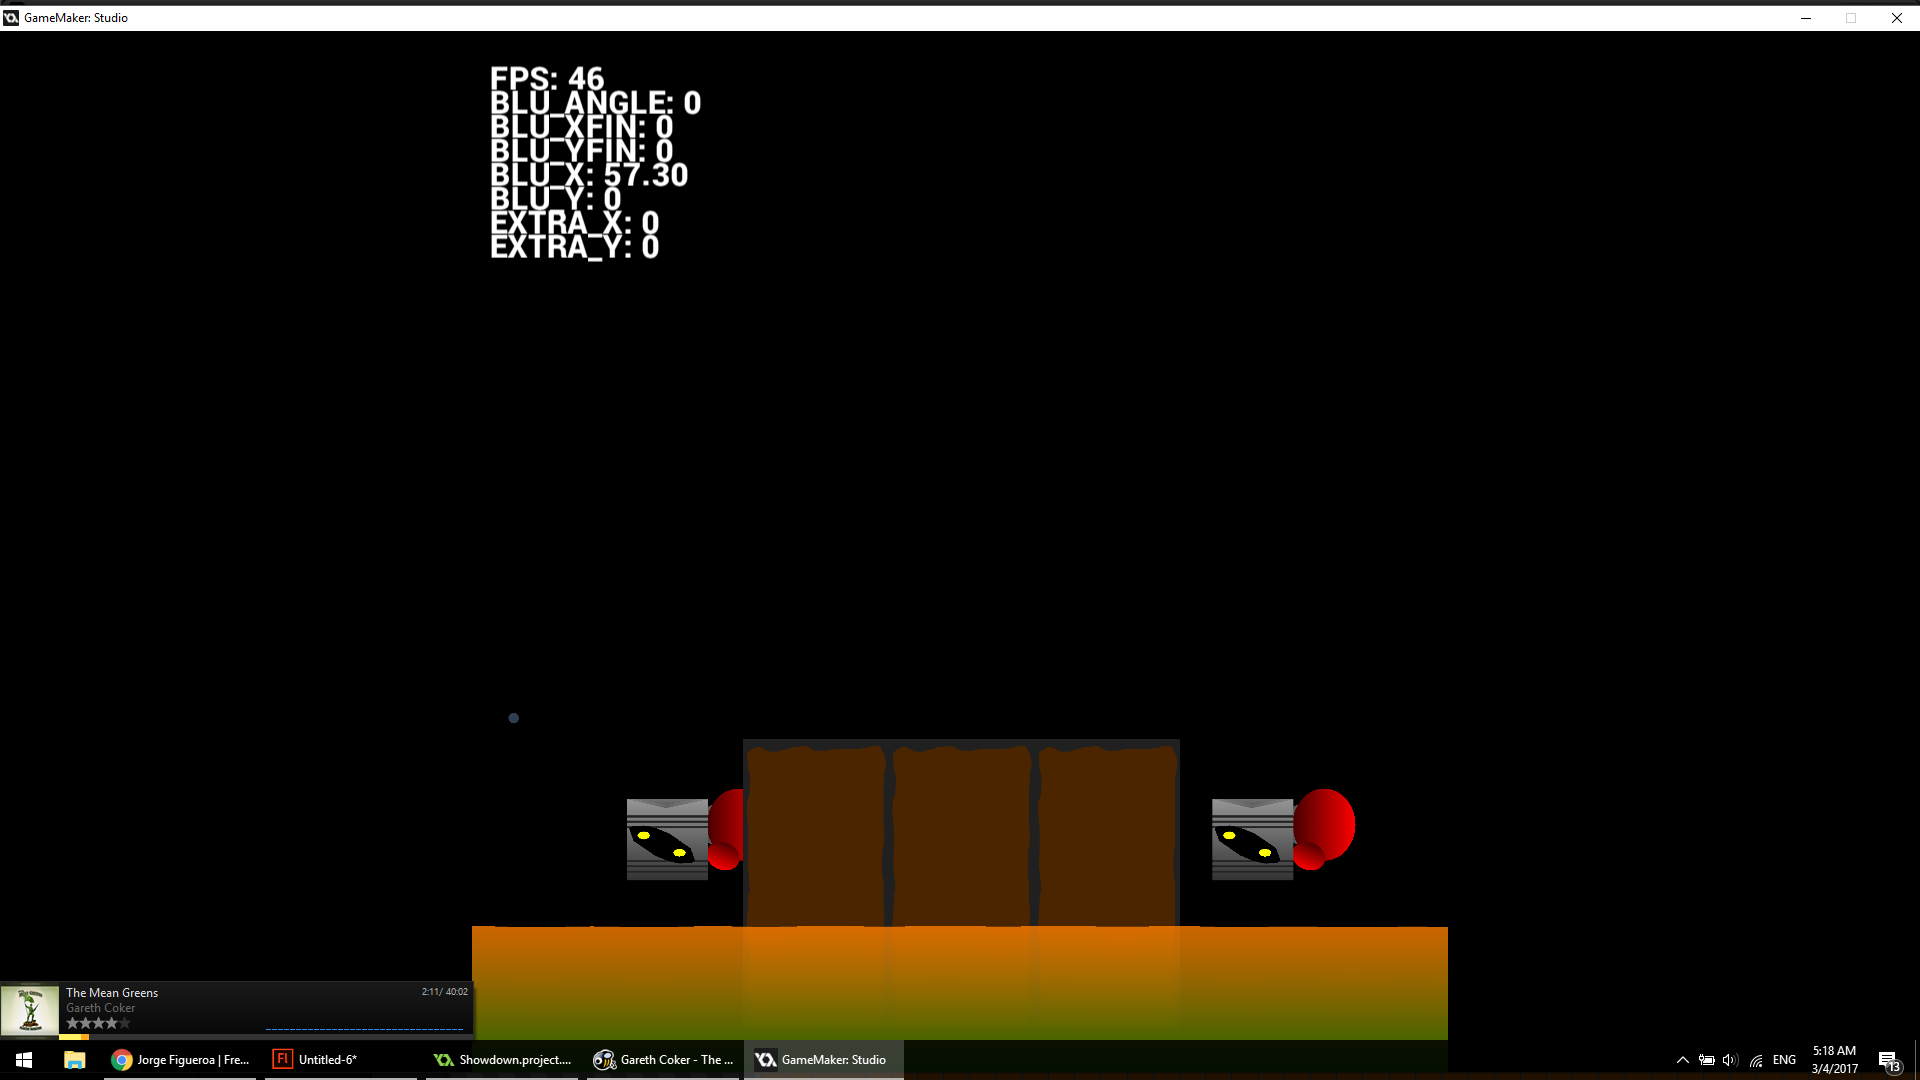 GameMaker: Studio
FPS: 46
BLU_ANGLE: 0
BLU_XFIN: 0
BLU_YFIN: 0
BLU_X: 57.30
BLU_Y: 0
EXTRA_X: 0
EXTRA_Y: 0
The Mean Greens 2:11/ 40:02
Gareth Coker
Jorge Figueroa | Fre... Fl Untitled-6* Showdown.project.... Gareth Coker - The ... GameMaker: Studio ENG 5:18 AM
3/4/2017 13